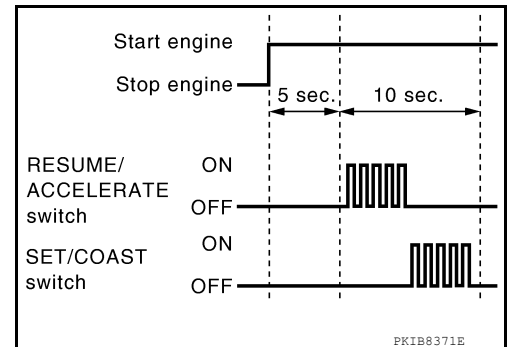 Start engine
Stop engine
5 sec.
10 sec.
RESUME/
ACCELERATE
switch
ON
OFF
SET/COAST
switch
ON
OFF
PKIB8371E